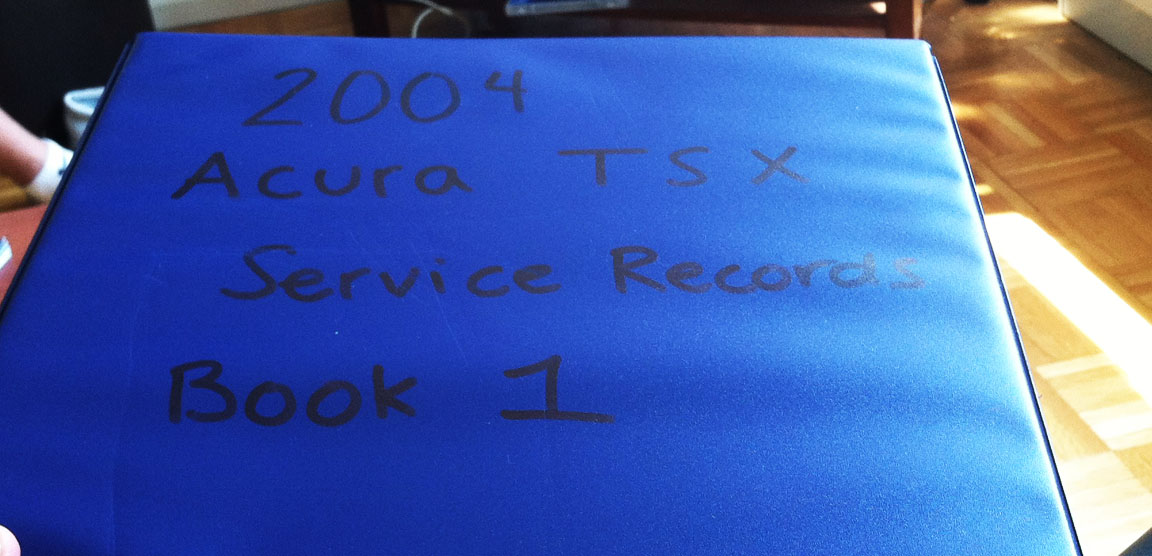 2004
Acura TSX
Service Records
Book 1